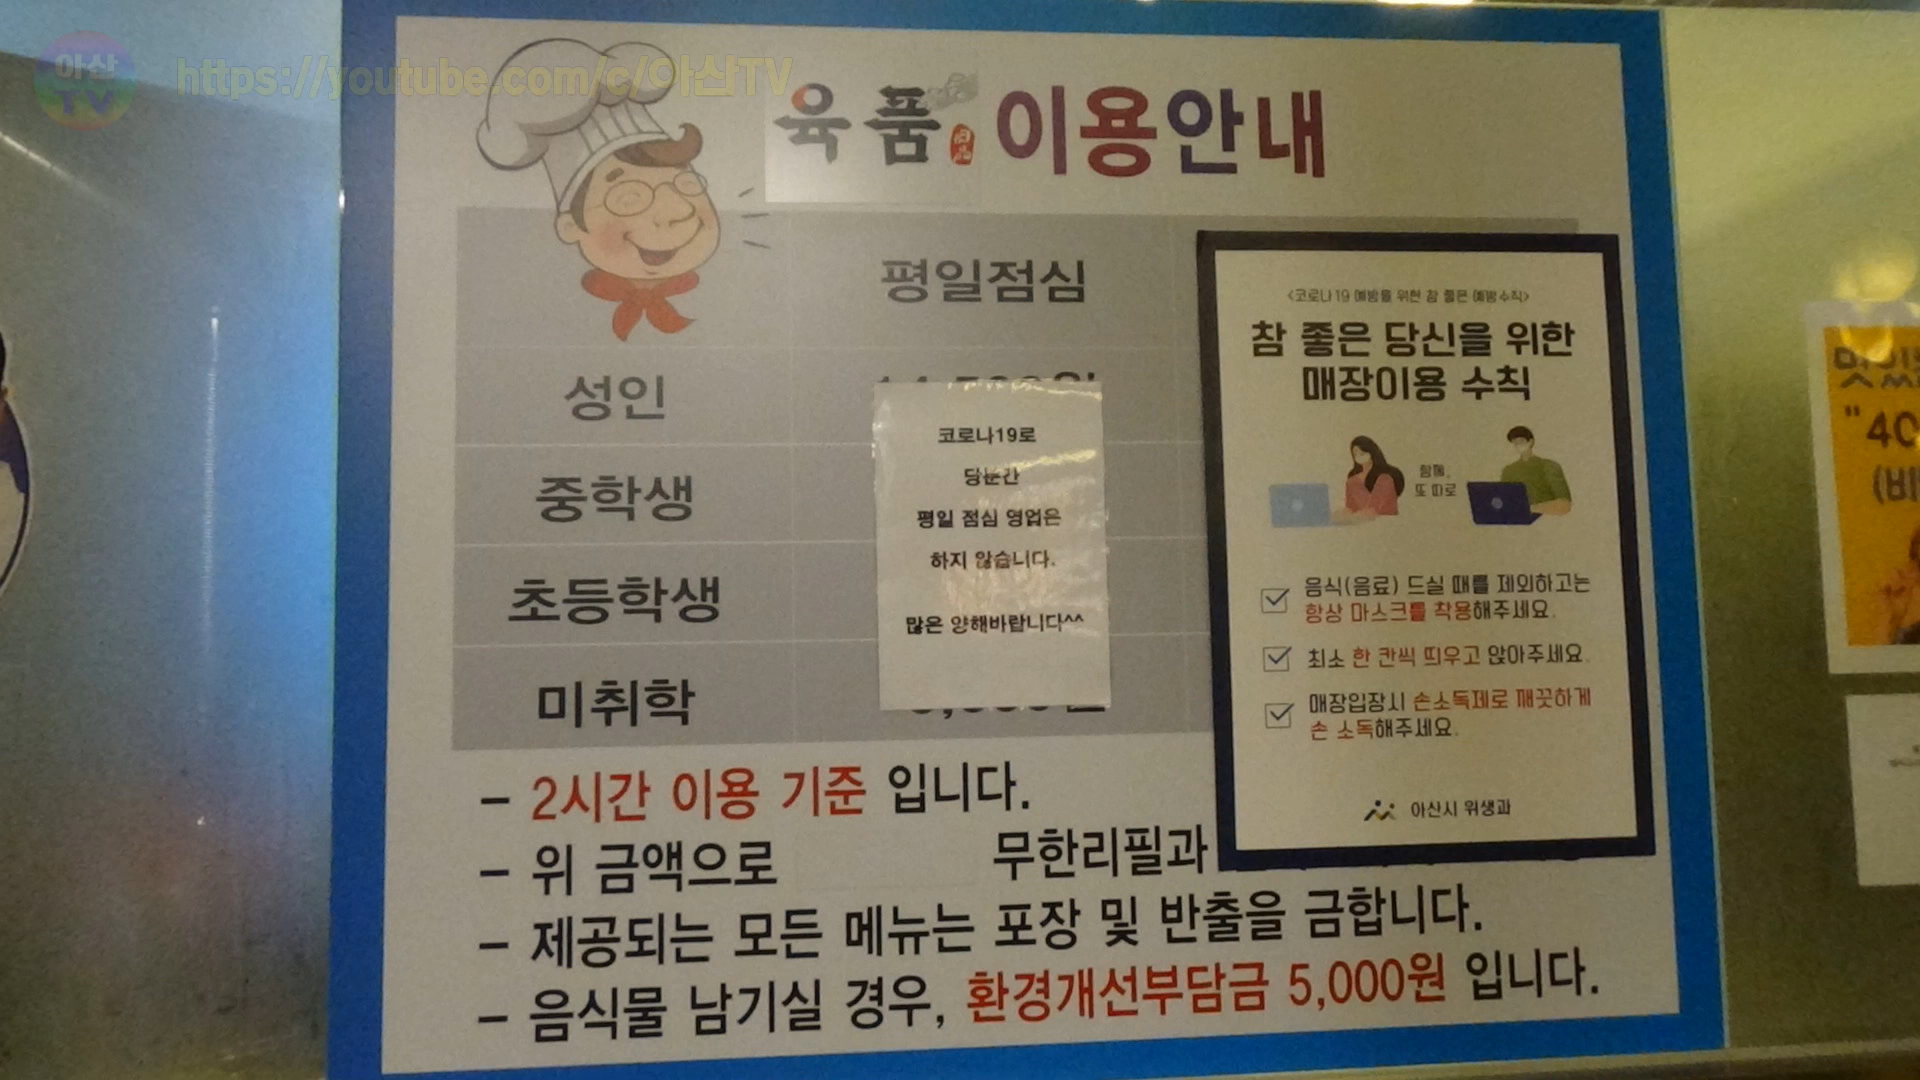 아산
TV
https://youtube.com/c/아산TV
육품 이용안내
평일점심
성인
중학생
초등학생
미취학
코로나19로
당분간
평일 점심 영업은
하지 않습니다.
많은 양해바랍니다^^
<코로나19 예방을 위한 참 좋은 예방수칙>
참 좋은 당신을 위한
매장이용 수칙
함께,
또 따로
음식(음료) 드실 때를 제외하고는
항상 마스크를 착용해주세요.
최소 한 칸씩 띄우고 앉아주세요.
매장입장시 손소독제로 깨끗하게
손 소독해주세요.
아산시 위생과
- 2시간 이용 기준 입니다.
- 위 금액으로 무한리필과
- 제공되는 모든 메뉴는 포장 및 반출을 금합니다.
- 음식물 남기실 경우, 환경개선부담금 5,000원 입니다.
"40
(비